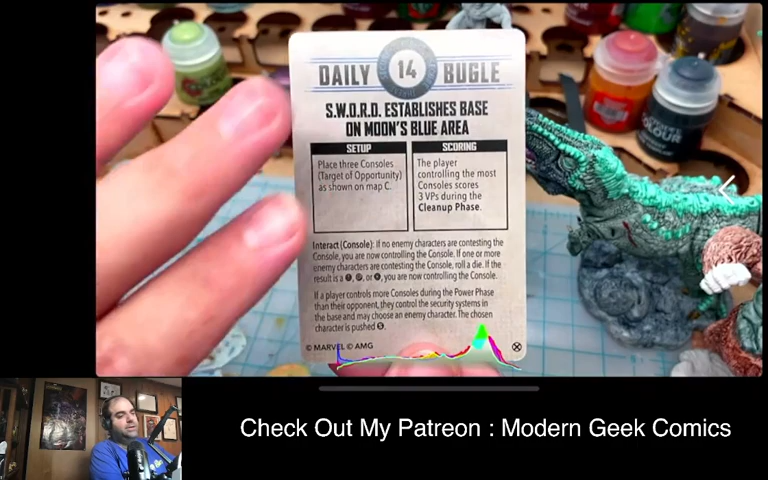 DAILY 14 BUGLE
S.W.O.R.D. ESTABLISHES BASE
ON MOON'S BLUE AREA
SETUP
Place three Consoles
(Target of Opportunity)
as shown on map C.
SCORING
The player
controlling the most
Consoles scores
3 VPs during the
Cleanup Phase.
Interact (Console): If no enemy characters are contesting the
Console, you are now controlling the Console. If one or more
enemy characters are contesting the Console, roll a die. If the
result is a , , or , you are now controlling the Console.
If a player controls more Consoles during the Power Phase
than their opponent, they control the security systems in
the base and may choose an enemy character. The chosen
character is pushed .
© MARVEL © AMG
Check Out My Patreon : Modern Geek Comics